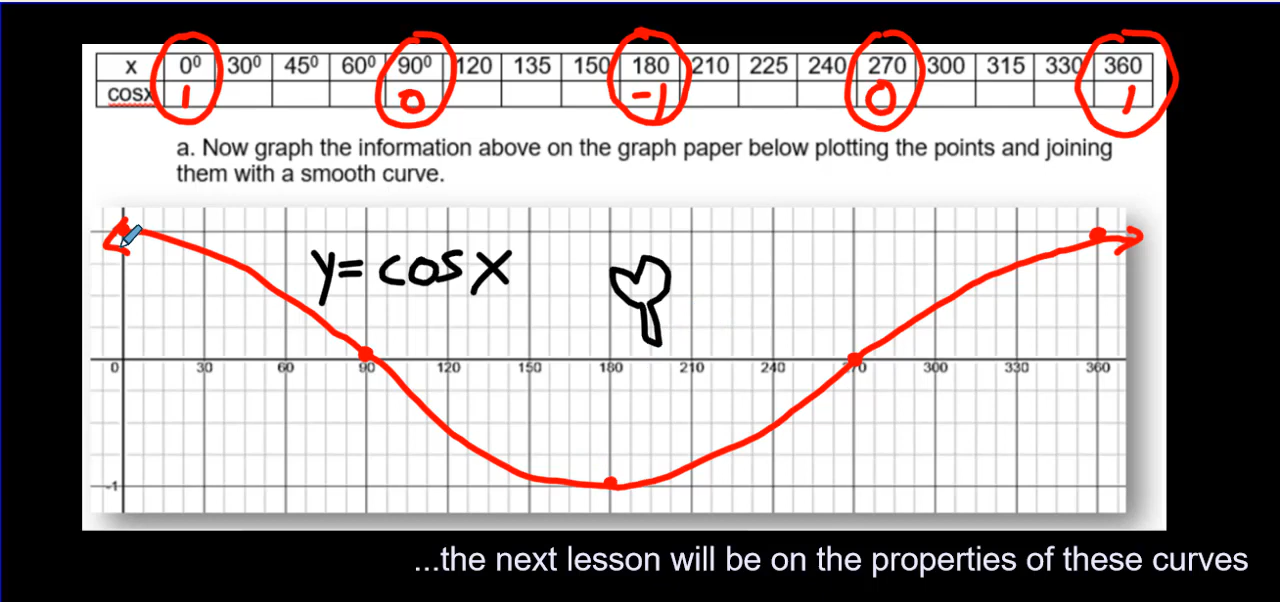 x 0⁰ 30⁰ 45⁰ 60⁰ 90⁰ 120 135 150 180 210 225 240 270 300 315 330 360
cosx 1 0 -1 0 1
a. Now graph the information above on the graph paper below plotting the points and joining
them with a smooth curve.
y=cosx
0 30 60 90 120 150 180 210 240 270 300 330 360
-1
...the next lesson will be on the properties of these curves